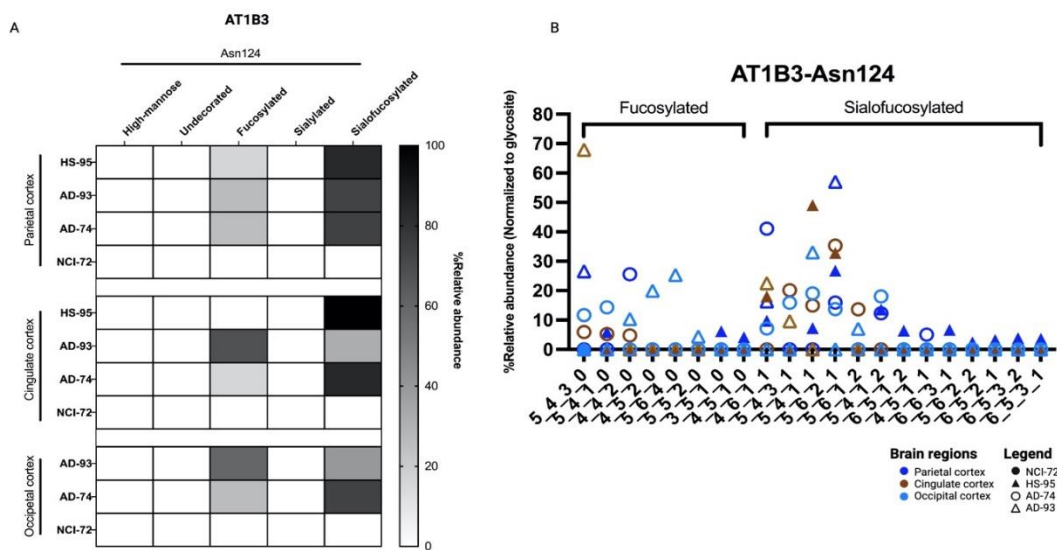 A
AT1B3
Asn124
High-mannose
Undecorated
Fucosylated
Sialylated
Sialofucosylated
Parietal cortex
HS-95
AD-93
AD-74
NCI-72
Cingulate cortex
HS-95
AD-93
AD-74
NCI-72
Occipetal cortex
AD-93
AD-74
NCI-72
100
80
60
40
20
0
%Relative abundance
B
AT1B3-Asn124
Fucosylated
Sialofucosylated
%Relative abundance (Normalized to glycosite)
80
70
60
50
40
30
20
10
0
Brain regions
Parietal cortex
Cingulate cortex
Occipital cortex
Legend
NCI-72
HS-95
AD-74
AD-93